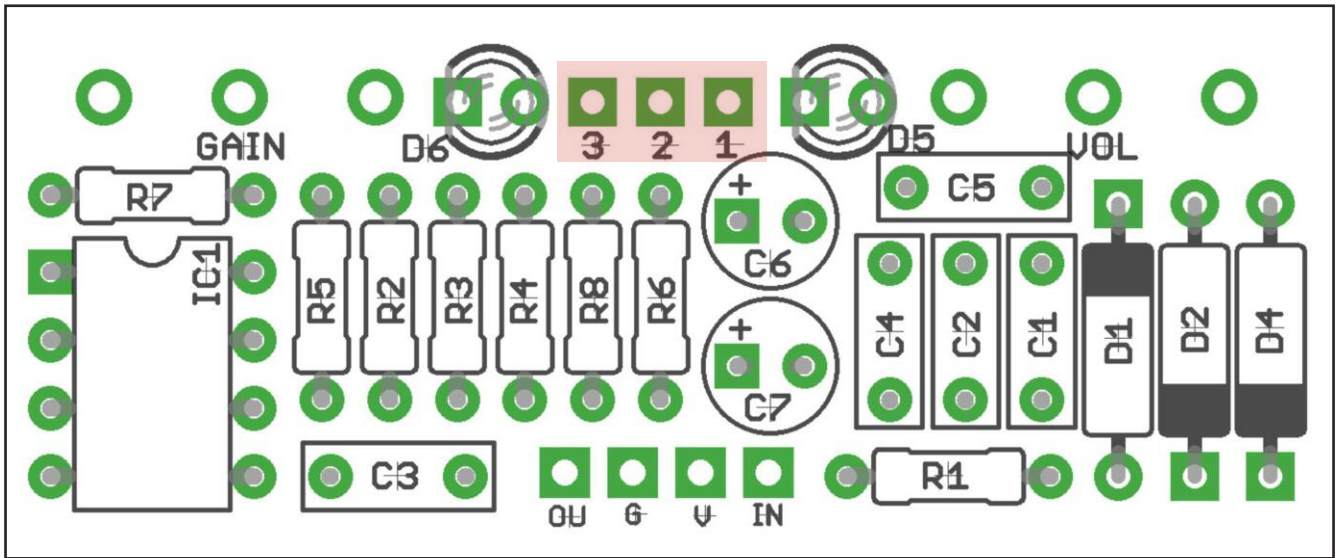 GAIN D6 3 2 1 D5 VOL
R7 + C5
IC1 R5 R2 R3 R4 R8 R6 C6 C4 C2 C1 D1 D2 D4
+ C7
C3 R1
OU G V IN